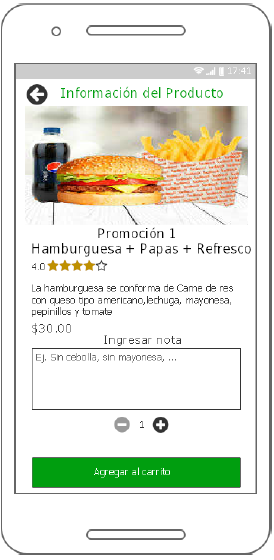 17:41
Información del Producto
Promoción 1
Hamburguesa + Papas + Refresco
4.0
La hamburguesa se conforma de Carne de res
con queso tipo americano,lechuga, mayonesa,
pepinillos y tomate
$30.00
Ingresar nota
Ej. Sin cebolla, sin mayonesa, ...
1
Agregar al carrito